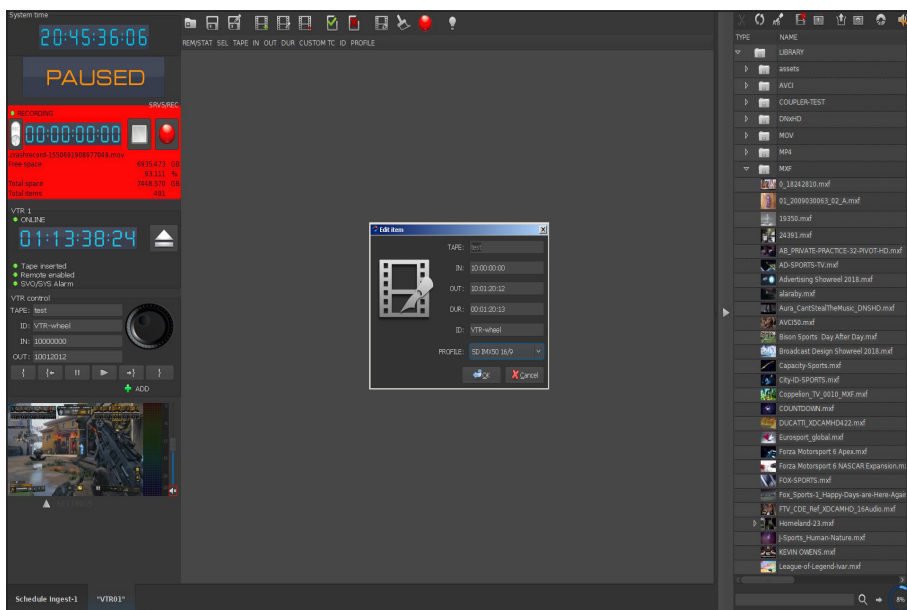 System time
20:45:36:06
PAUSED
SRVS/REC
RECORDING
00:00:00:00
crashrecord-1550691908977049.mov
Free space 6935.473 GB
93.111 %
Total space 7448.570 GB
Total items 401
VTR 1
ONLINE
01:13:38:24
Tape inserted
Remote enabled
SVO/SYS Alarm
VTR control
TAPE: test
ID: VTR-wheel
IN: 10000000
OUT: 10012012
ADD
REM/STAT SEL TAPE IN OUT DUR CUSTOM TC ID PROFILE
Edit item
TAPE: test
IN: 10:00:00:00
OUT: 10:01:20:12
DUR: 00:01:20:13
ID: VTR-wheel
PROFILE: SD IMX50 16/9
OK Cancel
TYPE NAME
LIBRARY
assets
AVCI
COUPLER-TEST
DNxHD
MOV
MP4
MXF
0_18242810.mxf
01_2009030063_02_A.mxf
19350.mxf
24391.mxf
AB_PRIVATE-PRACTICE-32-PIVOT-HD.mxf
AD-SPORTS-TV.mxf
Advertising Showreel 2018.mxf
alaraby.mxf
Aura_CantStealTheMusic_DNSHD.mxf
AVCI50.mxf
Bison Sports Day After Day.mxf
Broadcast Design Showreel 2018.mxf
Capacity-Sports.mxf
City-ID-SPORTS.mxf
Coppelion_TV_0010_MXF.mxf
COUNTDOWN.mxf
DUCATTI_XDCAMHD422.mxf
Eurosport_global.mxf
Forza Motorsport 6 Apex.mxf
Forza Motorsport 6 NASCAR Expansion.m
FOX-SPORTS.mxf
Fox_Sports-1_Happy-Days-are-Here-Agai
FTV_CDE_Ref_XDCAMHD_16Audio.mxf
Homeland-23.mxf
J-Sports_Human-Nature.mxf
KEVIN OWENS.mxf
League-of-Legend-Ivar.mxf
8%
Schedule Ingest-1 "VTR01"